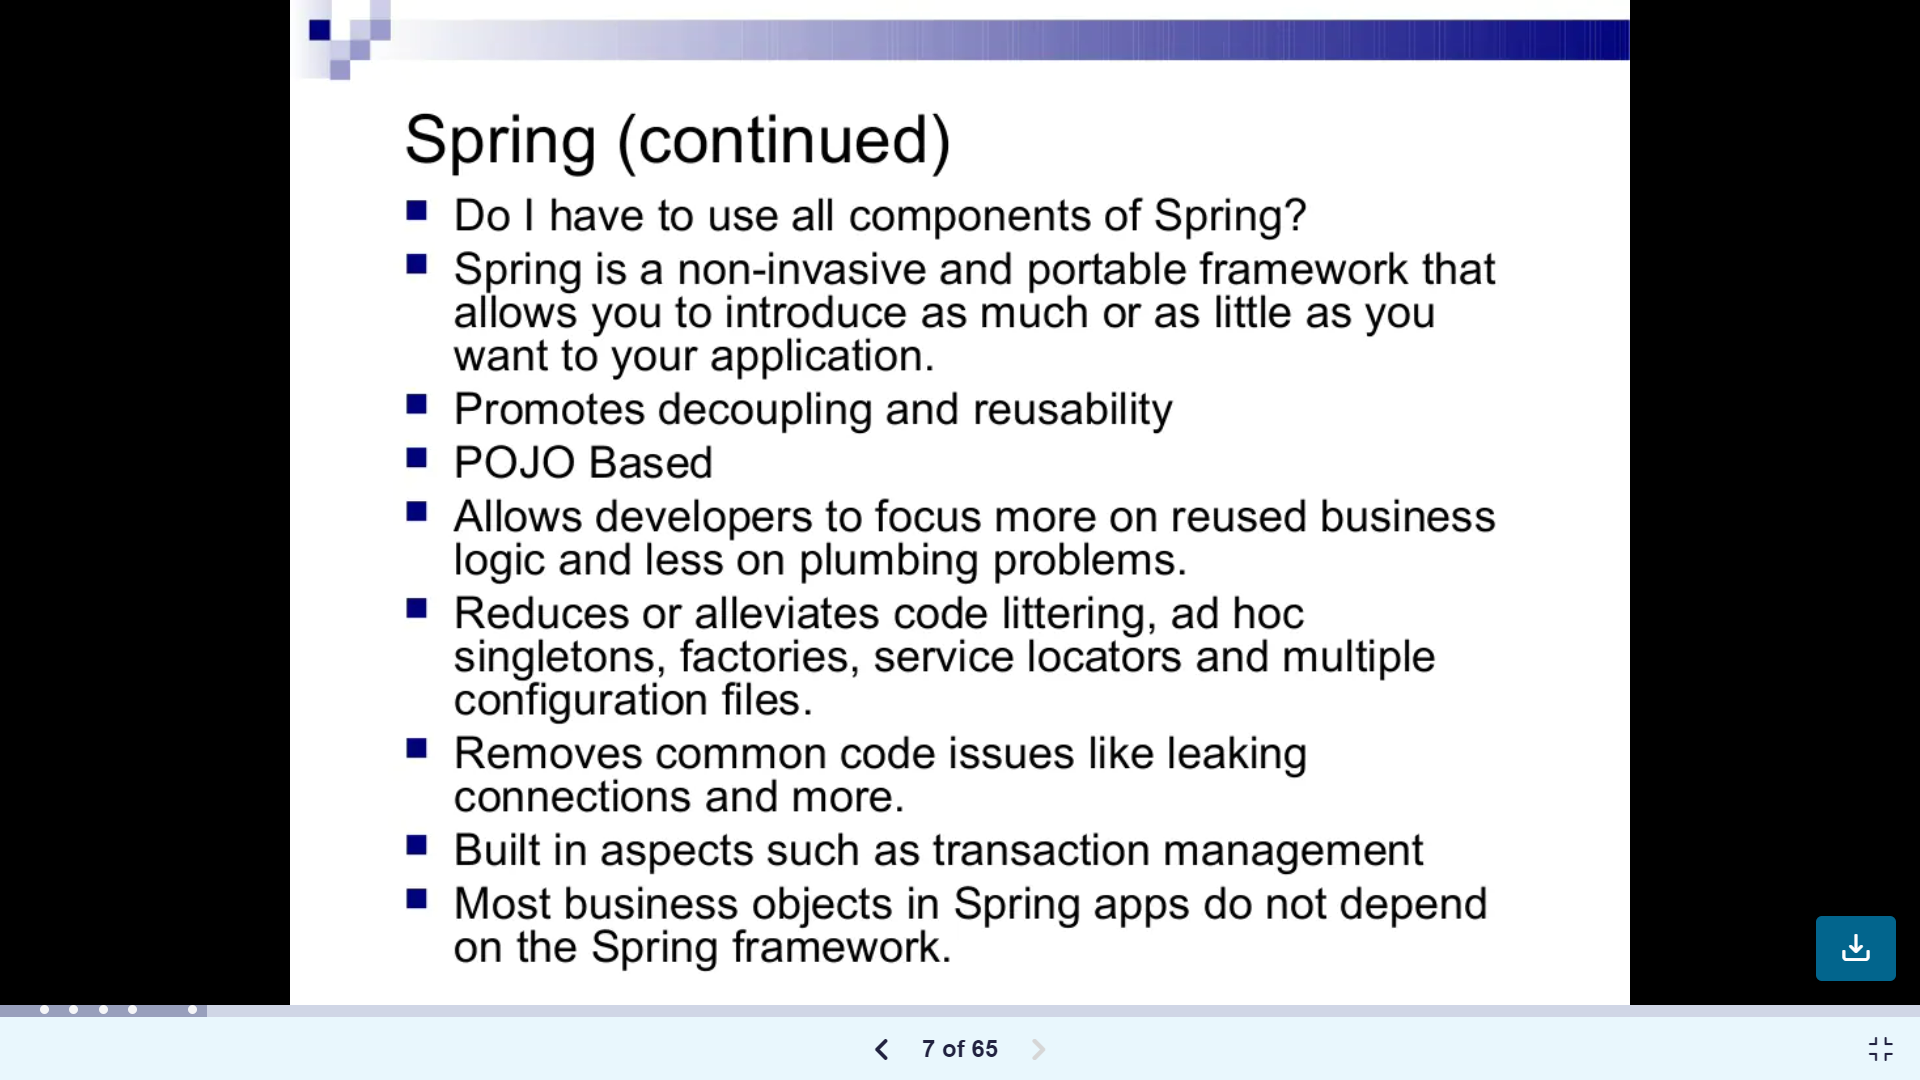 Spring (continued)
Do I have to use all components of Spring?
Spring is a non-invasive and portable framework that
allows you to introduce as much or as little as you
want to your application.
Promotes decoupling and reusability
POJO Based
Allows developers to focus more on reused business
logic and less on plumbing problems.
Reduces or alleviates code littering, ad hoc
singletons, factories, service locators and multiple
configuration files.
Removes common code issues like leaking
connections and more.
Built in aspects such as transaction management
Most business objects in Spring apps do not depend
on the Spring framework.
7 of 65